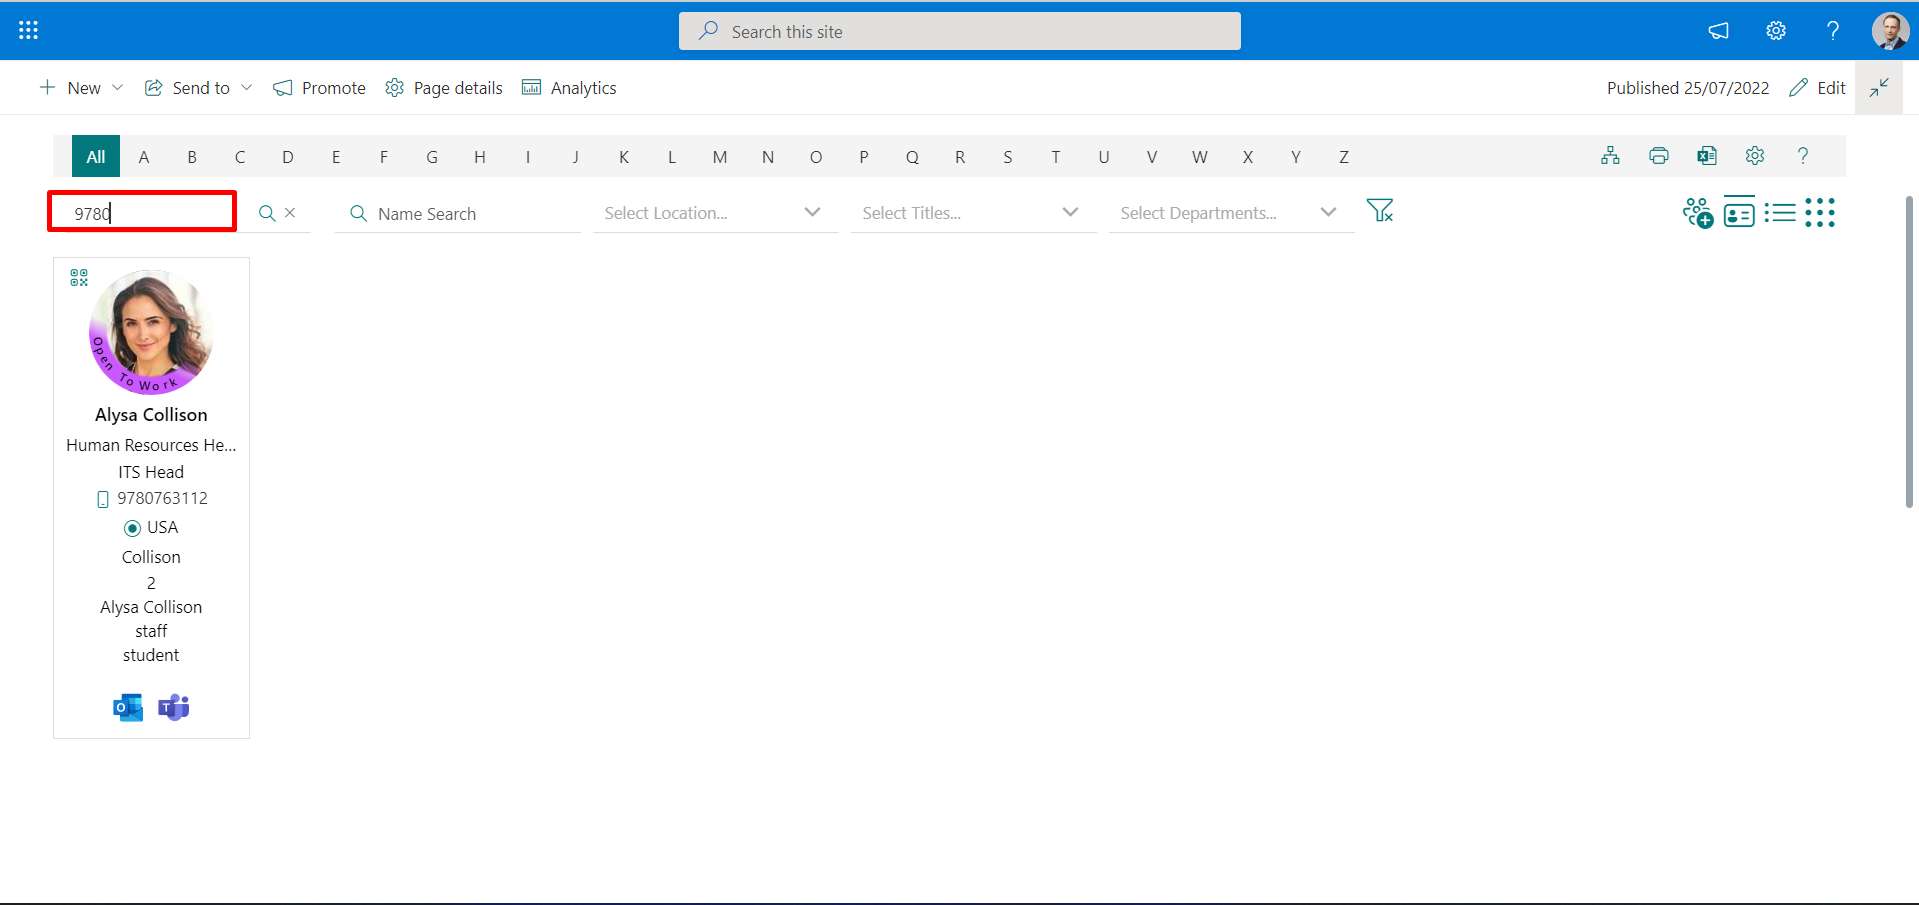 Search this site
New
Send to
Promote
Page details
Analytics
Published 25/07/2022
Edit
All A B C D E F G H I J K L M N O P Q R S T U V W X Y Z
9780
Name Search
Select Location...
Select Titles...
Select Departments...
Open To Work
Alysa Collison
Human Resources He...
ITS Head
9780763112
USA
Collison
2
Alysa Collison
staff
student